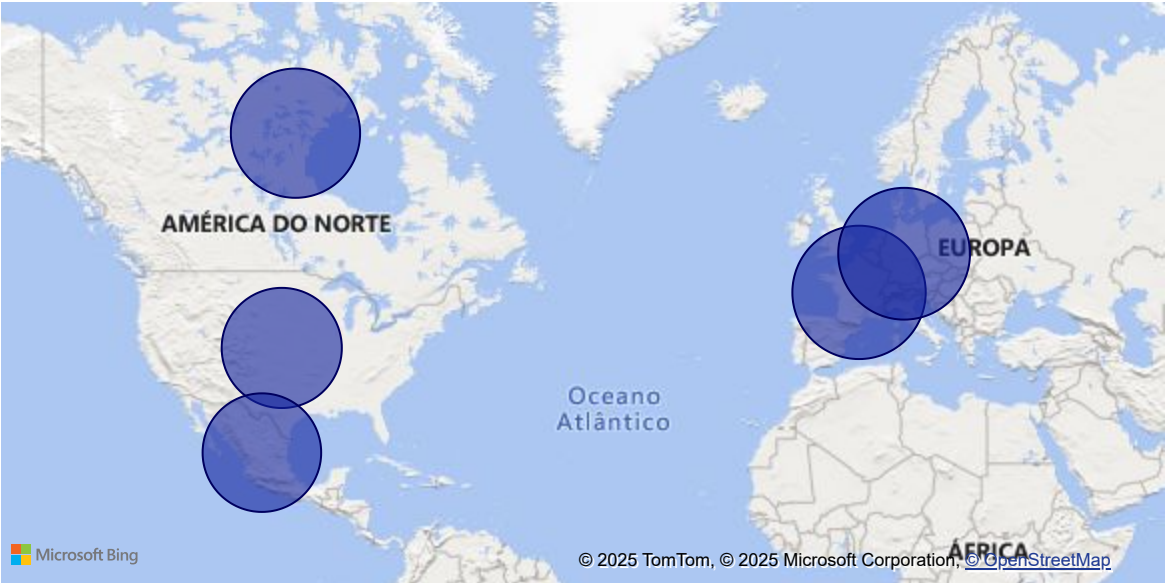 AMÉRICA DO NORTE
EUROPA
Oceano
Atlântico
ÁFRICA
Microsoft Bing
© 2025 TomTom, © 2025 Microsoft Corporation, © OpenStreetMap